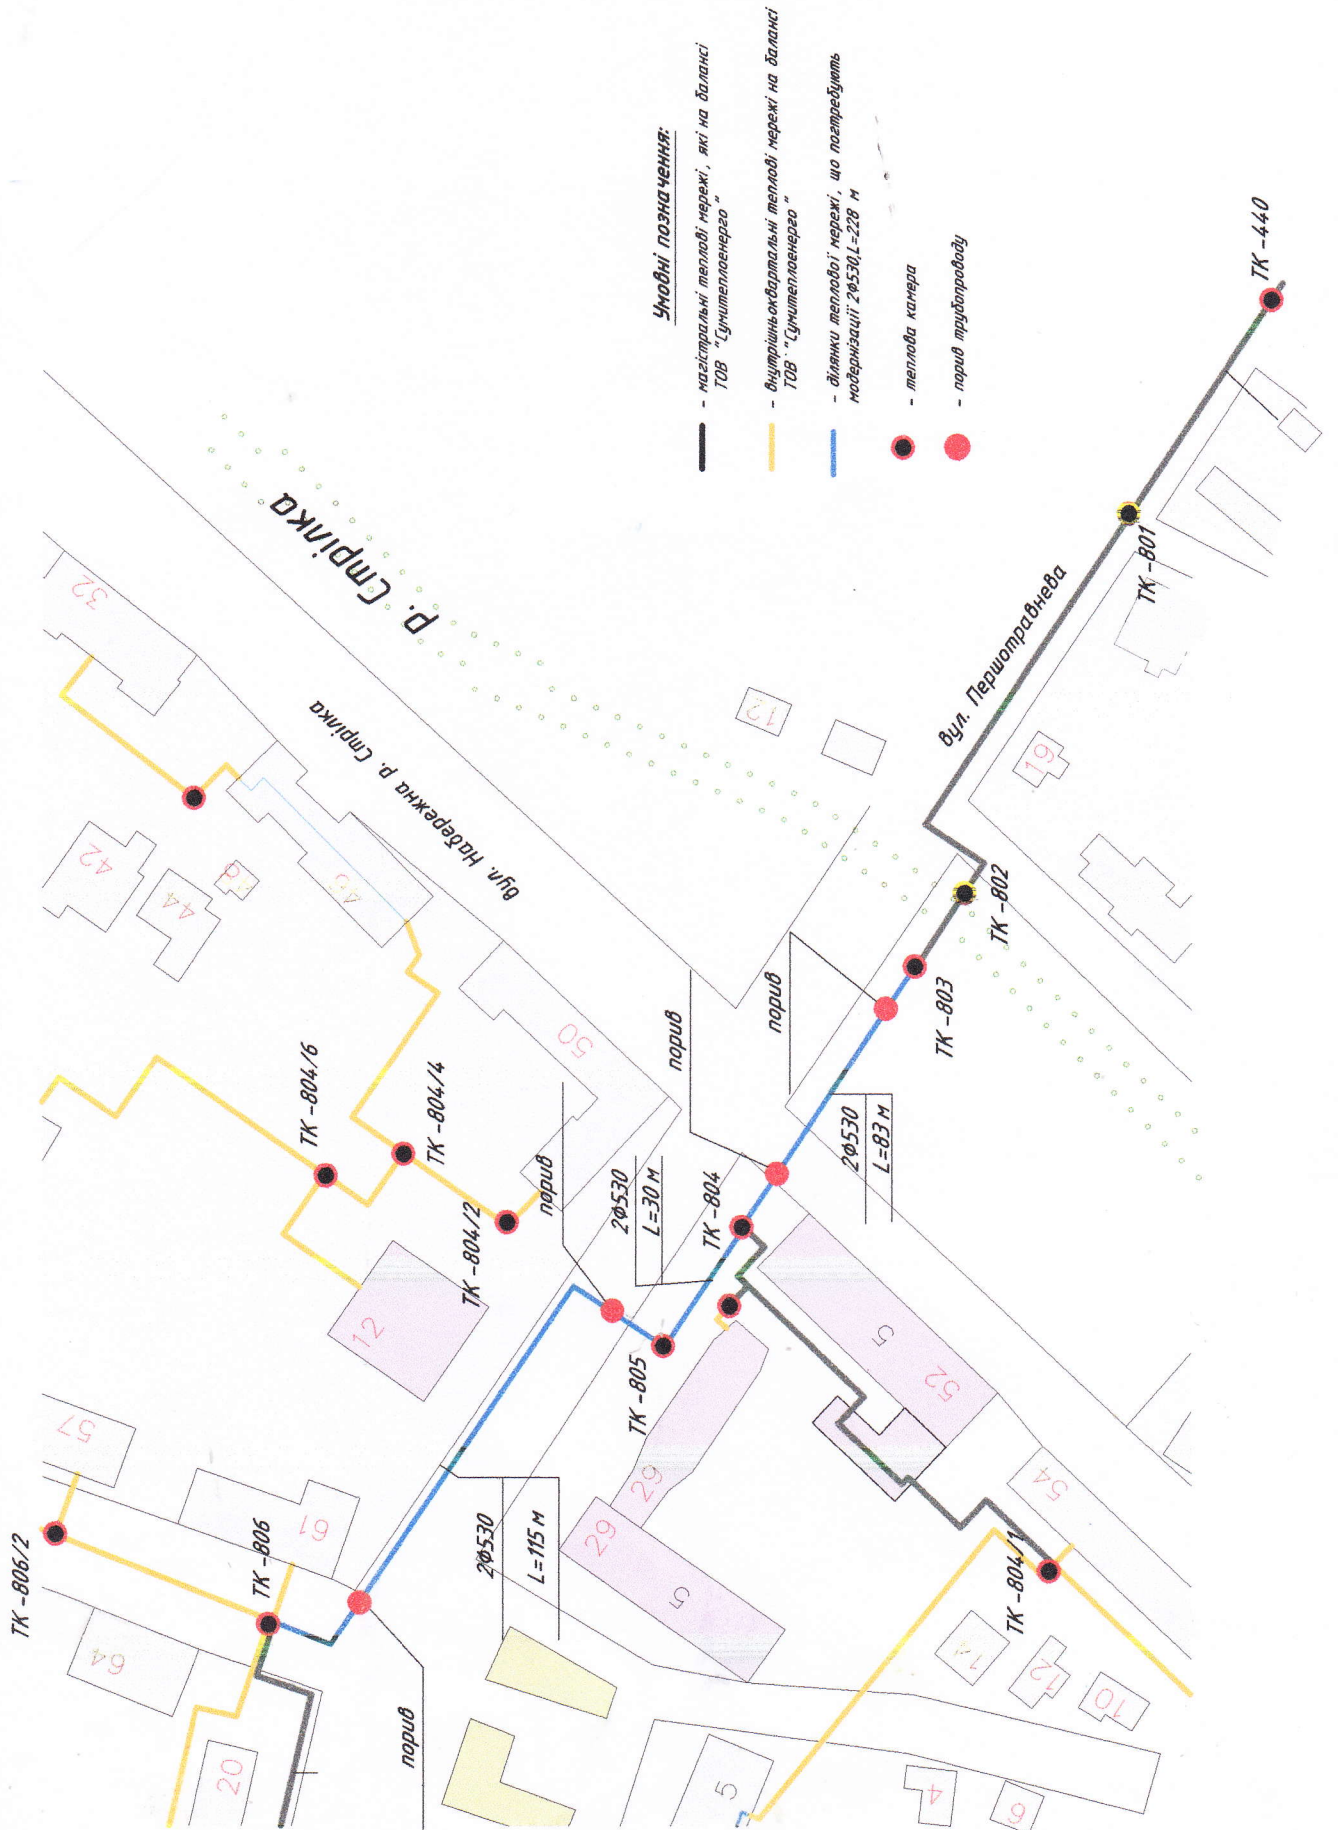 Умовні позначення:
- магістральні теплові мережі, які на балансі
ТОВ "Сумитеплоенерго"
- внутрішньоквартальні теплові мережі на балансі
ТОВ "Сумитеплоенерго"
- ділянки теплової мережі, що потребують
модернізації 2Ф530,L=228 м
- теплова камера
- порив трубопроводу
р. Стрілка
вул. Набережна р. Стрілка
вул. Першотравнева
ТК-440
ТК-801
ТК-802
ТК-803
ТК-804
ТК-805
ТК-806
ТК-806/2
ТК-804/6
ТК-804/4
ТК-804/2
ТК-804/1
порив
порив
порив
порив
2Ф530
L=83 м
2Ф530
L=30 м
2Ф530
L=115 м
32
42
44
50
12
19
12
57
61
64
20
29
29
5
5
52
54
12
10
4
6
5